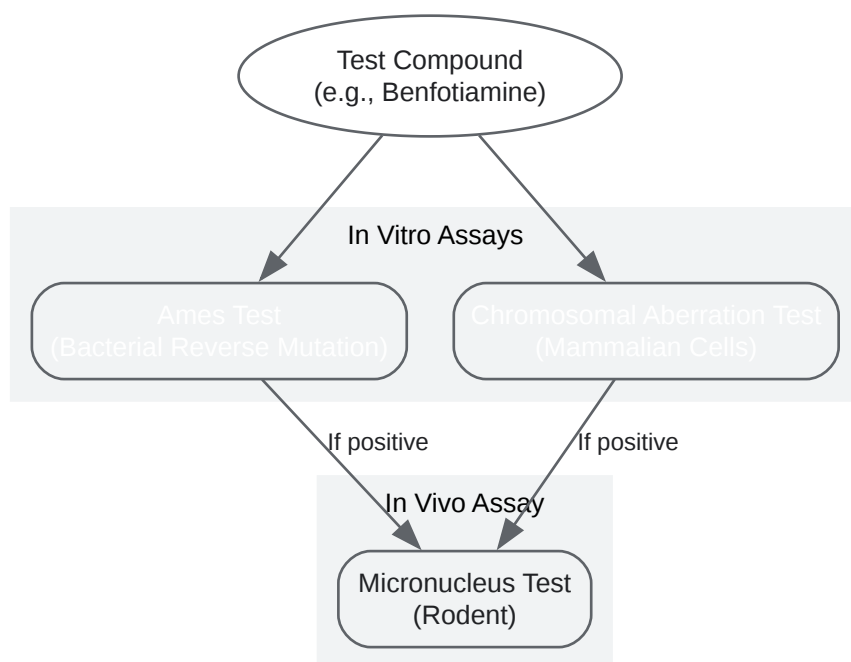 Test Compound
(e.g., Benfotiamine)
In Vitro Assays
Ames Test
(Bacterial Reverse Mutation)
Chromosomal Aberration Test
(Mammalian Cells)
If positive
If positive
In Vivo Assay
Micronucleus Test
(Rodent)